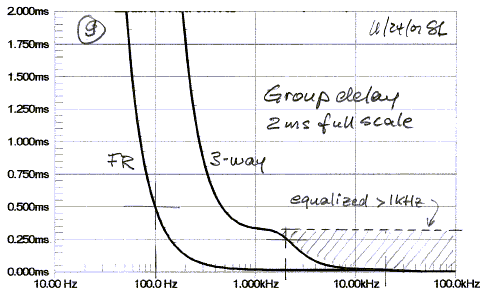 2.000ms
⑨
11/24/01 SL
1.750ms
1.500ms
Group delay
1.250ms
2ms full scale
1.000ms
FR
3-way
0.750ms
equalized >1kHz
0.500ms
0.250ms
0.000ms
10.00 Hz
100.0 Hz
1.000kHz
10.00kHz
100.0kHz